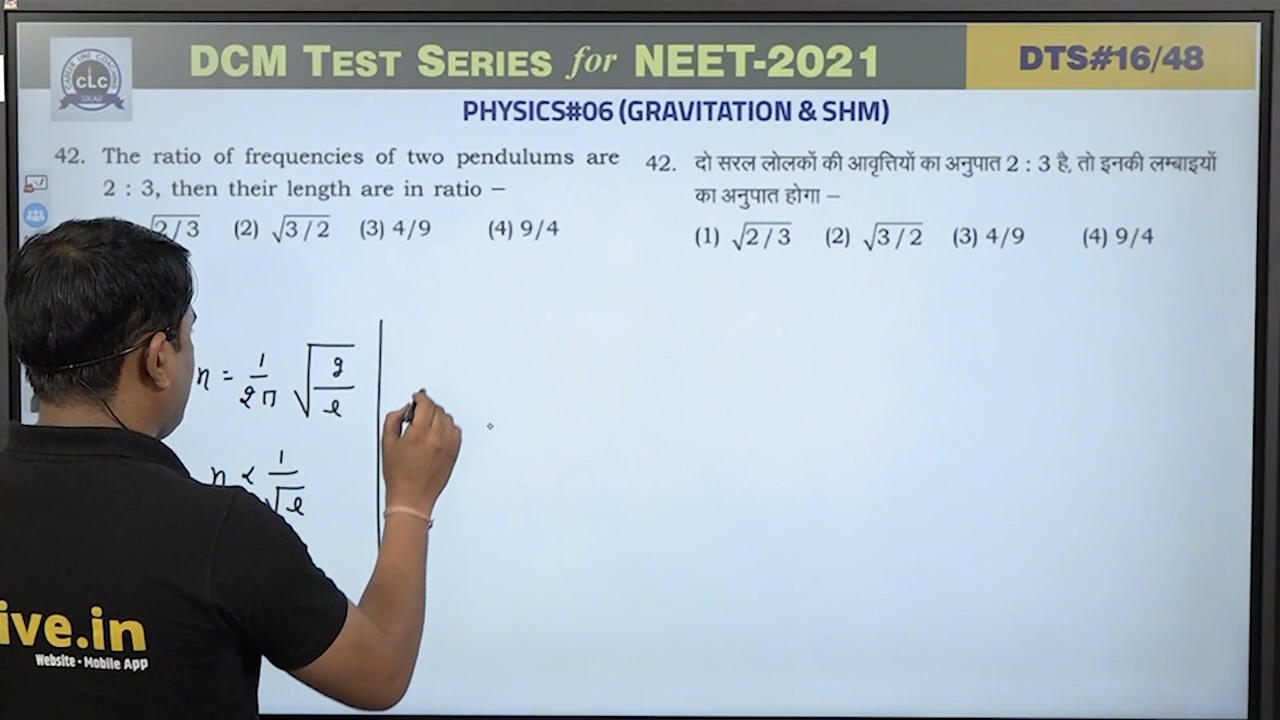 DCM TEST SERIES for NEET-2021
DTS#16/48
CLC
SIKAR
PHYSICS#06 (GRAVITATION & SHM)
42. The ratio of frequencies of two pendulums are
2 : 3, then their length are in ratio –
√2/3 (2) √3/2 (3) 4/9 (4) 9/4
42. दो सरल लोलकों की आवृत्तियों का अनुपात 2 : 3 है, तो इनकी लम्बाइयों
का अनुपात होगा –
(1) √2/3 (2) √3/2 (3) 4/9 (4) 9/4
n = 1/2π √g/l
n ∝ 1/√l
ive.in
Website • Mobile App